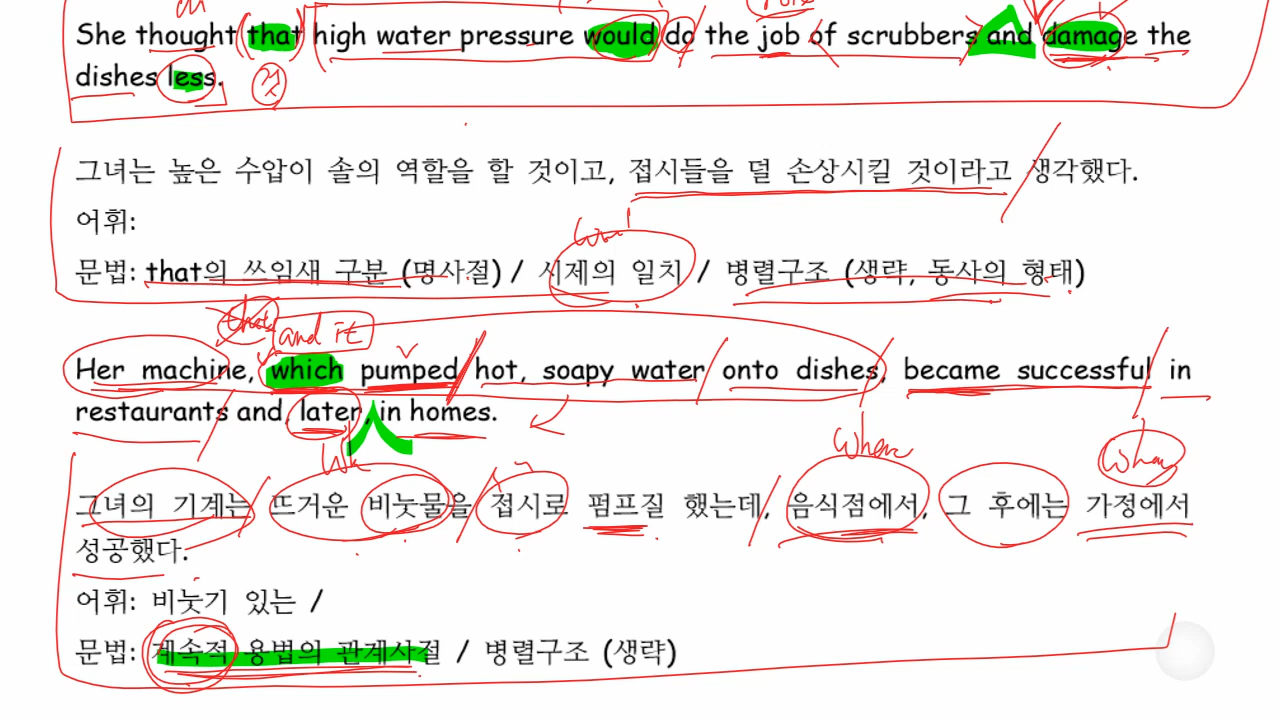 She thought that high water pressure would do the job of scrubbers and damage the
dishes less.
것
그녀는 높은 수압이 솔의 역할을 할 것이고, 접시들을 덜 손상시킬 것이라고 생각했다.
어휘:
문법: that의 쓰임새 구분 (명사절) / 시제의 일치 / 병렬구조 (생략, 동사의 형태)
that and it
Her machine, which pumped hot, soapy water onto dishes, became successful in
restaurants and, later, in homes.
where
그녀의 기계는 뜨거운 비눗물을 접시로 펌프질 했는데, 음식점에서, 그 후에는 가정에서
성공했다.
어휘: 비눗기 있는 /
문법: 계속적 용법의 관계사절 / 병렬구조 (생략)